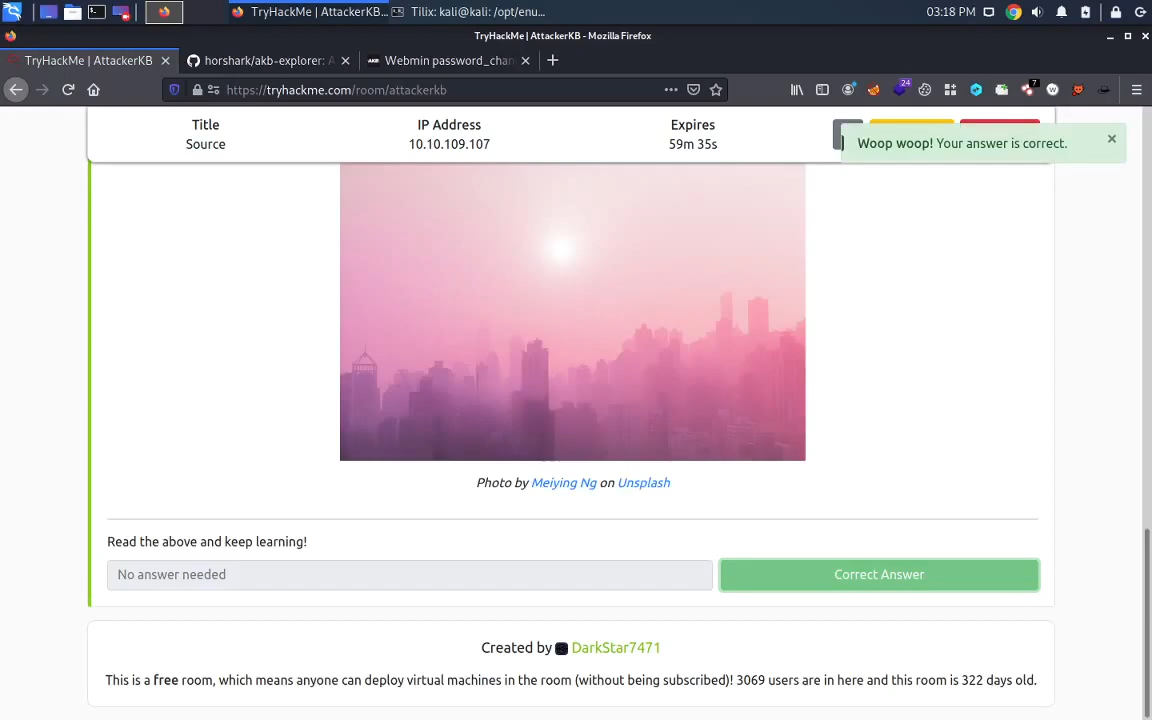 TryHackMe | AttackerKB...
Tilix: kali@kali: /opt/enu...
03:18 PM
TryHackMe | AttackerKB - Mozilla Firefox
TryHackMe | AttackerKB
horshark/akb-explorer: A
Webmin password_chan
https://tryhackme.com/room/attackerkb
24
7
Title
IP Address
Expires
Source
10.10.109.107
59m 35s
Woop woop! Your answer is correct.
Photo by Meiying Ng on Unsplash
Read the above and keep learning!
No answer needed
Correct Answer
Created by DarkStar7471
This is a free room, which means anyone can deploy virtual machines in the room (without being subscribed)! 3069 users are in here and this room is 322 days old.